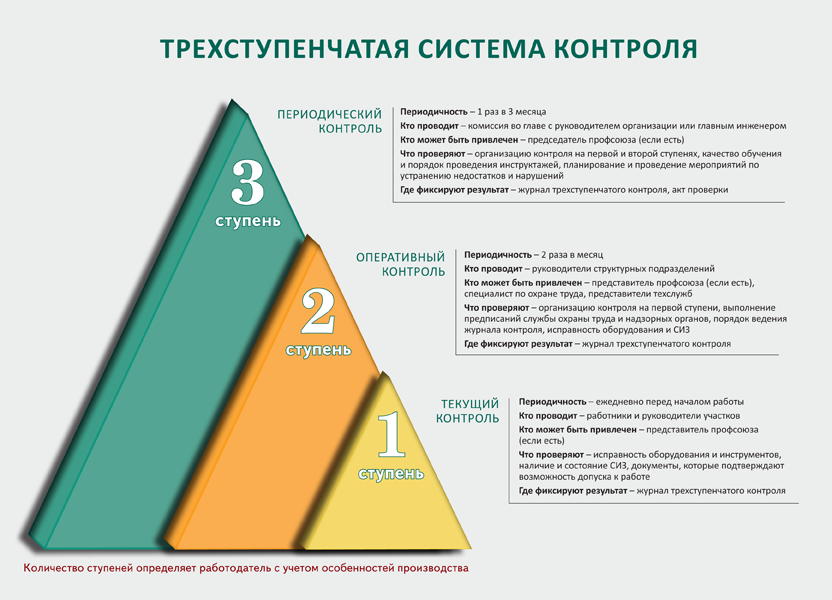 ТРЕХСТУПЕНЧАТАЯ СИСТЕМА КОНТРОЛЯ
ПЕРИОДИЧЕСКИЙ
КОНТРОЛЬ
Периодичность – 1 раз в 3 месяца
Кто проводит – комиссия во главе с руководителем организации или главным инженером
Кто может быть привлечен – председатель профсоюза (если есть)
Что проверяют – организацию контроля на первой и второй ступенях, качество обучения
и порядок проведения инструктажей, планирование и проведение мероприятий по
устранению недостатков и нарушений
Где фиксируют результат – журнал трехступенчатого контроля, акт проверки
3
ступень
ОПЕРАТИВНЫЙ
КОНТРОЛЬ
Периодичность – 2 раза в месяц
Кто проводит – руководители структурных подразделений
Кто может быть привлечен – представитель профсоюза (если есть),
специалист по охране труда, представители техслужб
Что проверяют – организацию контроля на первой ступени, выполнение
предписаний службы охраны труда и надзорных органов, порядок ведения
журнала контроля, исправность оборудования и СИЗ
Где фиксируют результат – журнал трехступенчатого контроля
2
ступень
ТЕКУЩИЙ
КОНТРОЛЬ
Периодичность – ежедневно перед началом работы
Кто проводит – работники и руководители участков
Кто может быть привлечен – представитель профсоюза
(если есть)
Что проверяют – исправность оборудования и инструментов,
наличие и состояние СИЗ, документы, которые подтверждают
возможность допуска к работе
Где фиксируют результат – журнал трехступенчатого контроля
1
ступень
Количество ступеней определяет работодатель с учетом особенностей производства